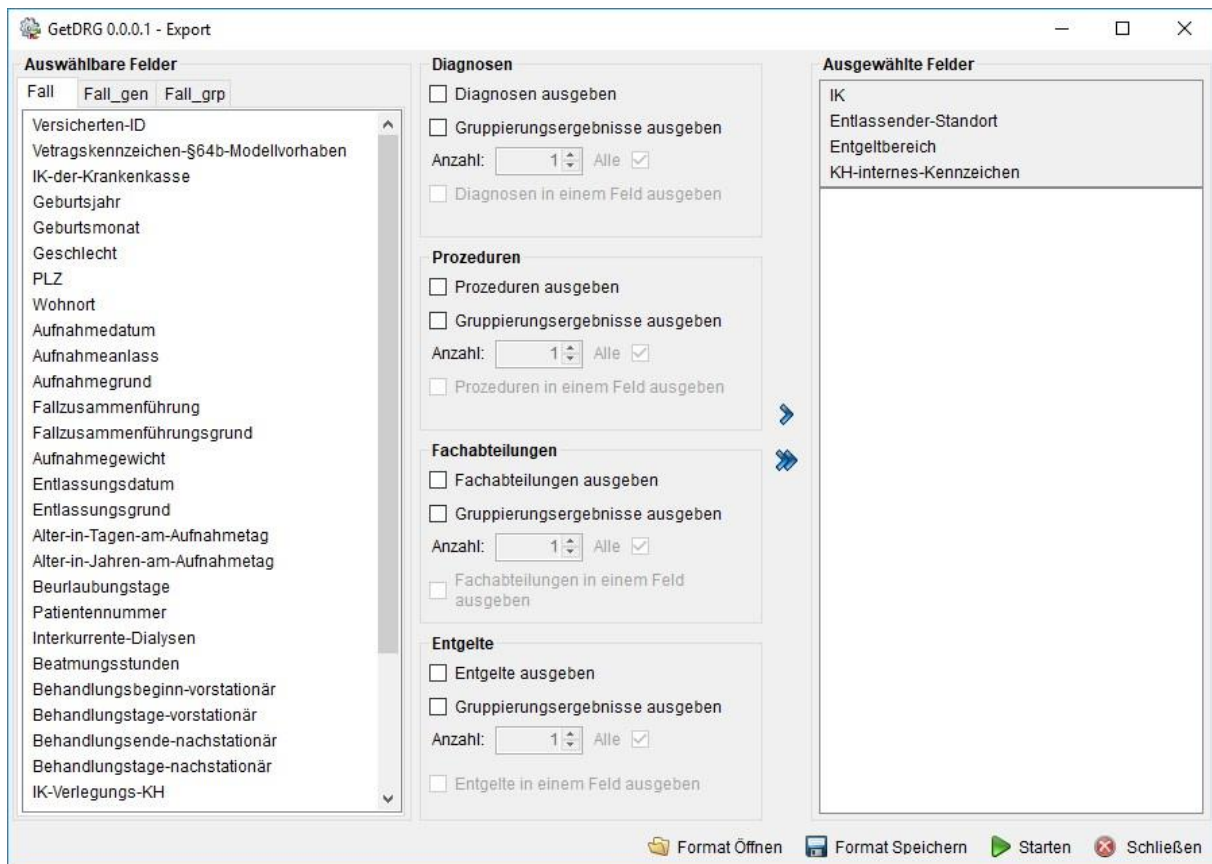 GetDRG 0.0.0.1 - Export
Auswählbare Felder
Fall Fall_gen Fall_grp
Versicherten-ID
Vetragskennzeichen-§64b-Modellvorhaben
IK-der-Krankenkasse
Geburtsjahr
Geburtsmonat
Geschlecht
PLZ
Wohnort
Aufnahmedatum
Aufnahmeanlass
Aufnahmegrund
Fallzusammenführung
Fallzusammenführungsgrund
Aufnahmegewicht
Entlassungsdatum
Entlassungsgrund
Alter-in-Tagen-am-Aufnahmetag
Alter-in-Jahren-am-Aufnahmetag
Beurlaubungstage
Patientennummer
Interkurrente-Dialysen
Beatmungsstunden
Behandlungsbeginn-vorstationär
Behandlungstage-vorstationär
Behandlungsende-nachstationär
Behandlungstage-nachstationär
IK-Verlegungs-KH
Diagnosen
Diagnosen ausgeben
Gruppierungsergebnisse ausgeben
Anzahl: 1 Alle
Diagnosen in einem Feld ausgeben
Prozeduren
Prozeduren ausgeben
Gruppierungsergebnisse ausgeben
Anzahl: 1 Alle
Prozeduren in einem Feld ausgeben
Fachabteilungen
Fachabteilungen ausgeben
Gruppierungsergebnisse ausgeben
Anzahl: 1 Alle
Fachabteilungen in einem Feld
ausgeben
Entgelte
Entgelte ausgeben
Gruppierungsergebnisse ausgeben
Anzahl: 1 Alle
Entgelte in einem Feld ausgeben
Ausgewählte Felder
IK
Entlassender-Standort
Entgeltbereich
KH-internes-Kennzeichen
Format Öffnen Format Speichern Starten Schließen